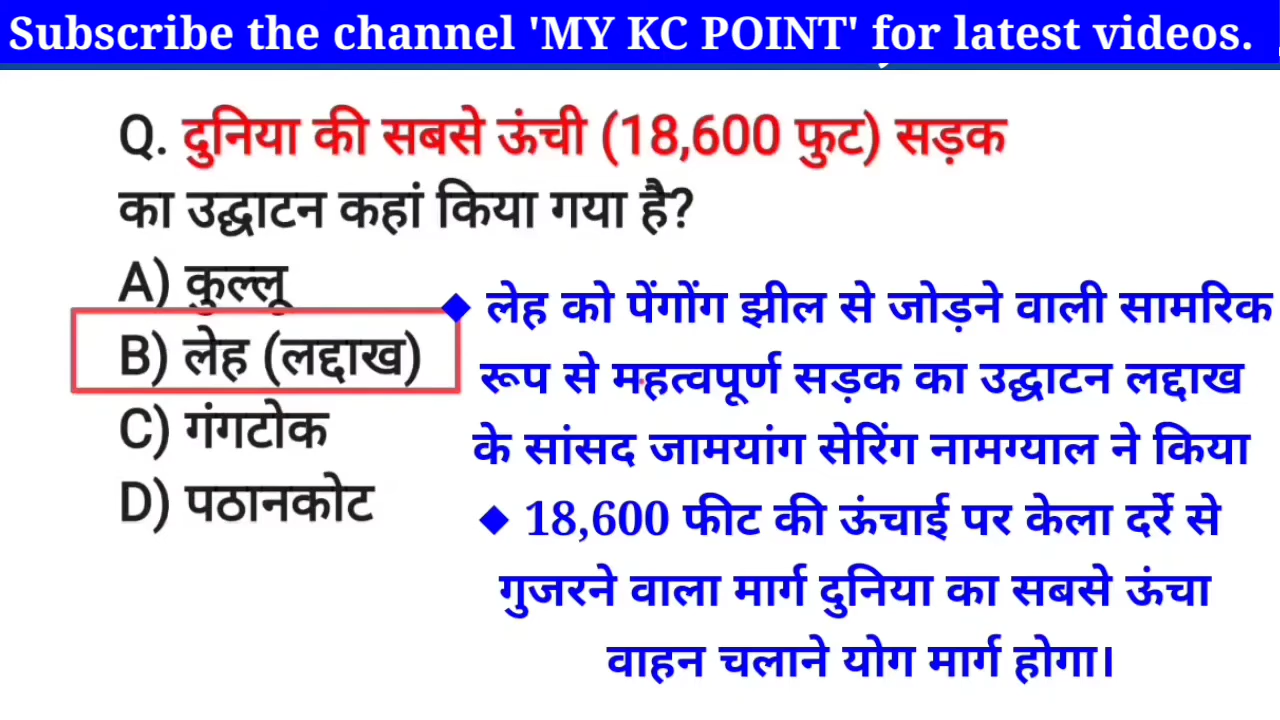 Subscribe the channel 'MY KC POINT' for latest videos.
Q. दुनिया की सबसे ऊंची (18,600 फुट) सड़क
का उद्घाटन कहां किया गया है?
A) कुल्लू
B) लेह (लद्दाख)
C) गंगटोक
D) पठानकोट
◆ लेह को पेंगोंग झील से जोड़ने वाली सामरिक
रूप से महत्वपूर्ण सड़क का उद्घाटन लद्दाख
के सांसद जामयांग सेरिंग नामग्याल ने किया
◆ 18,600 फीट की ऊंचाई पर केला दर्रे से
गुजरने वाला मार्ग दुनिया का सबसे ऊंचा
वाहन चलाने योग मार्ग होगा।